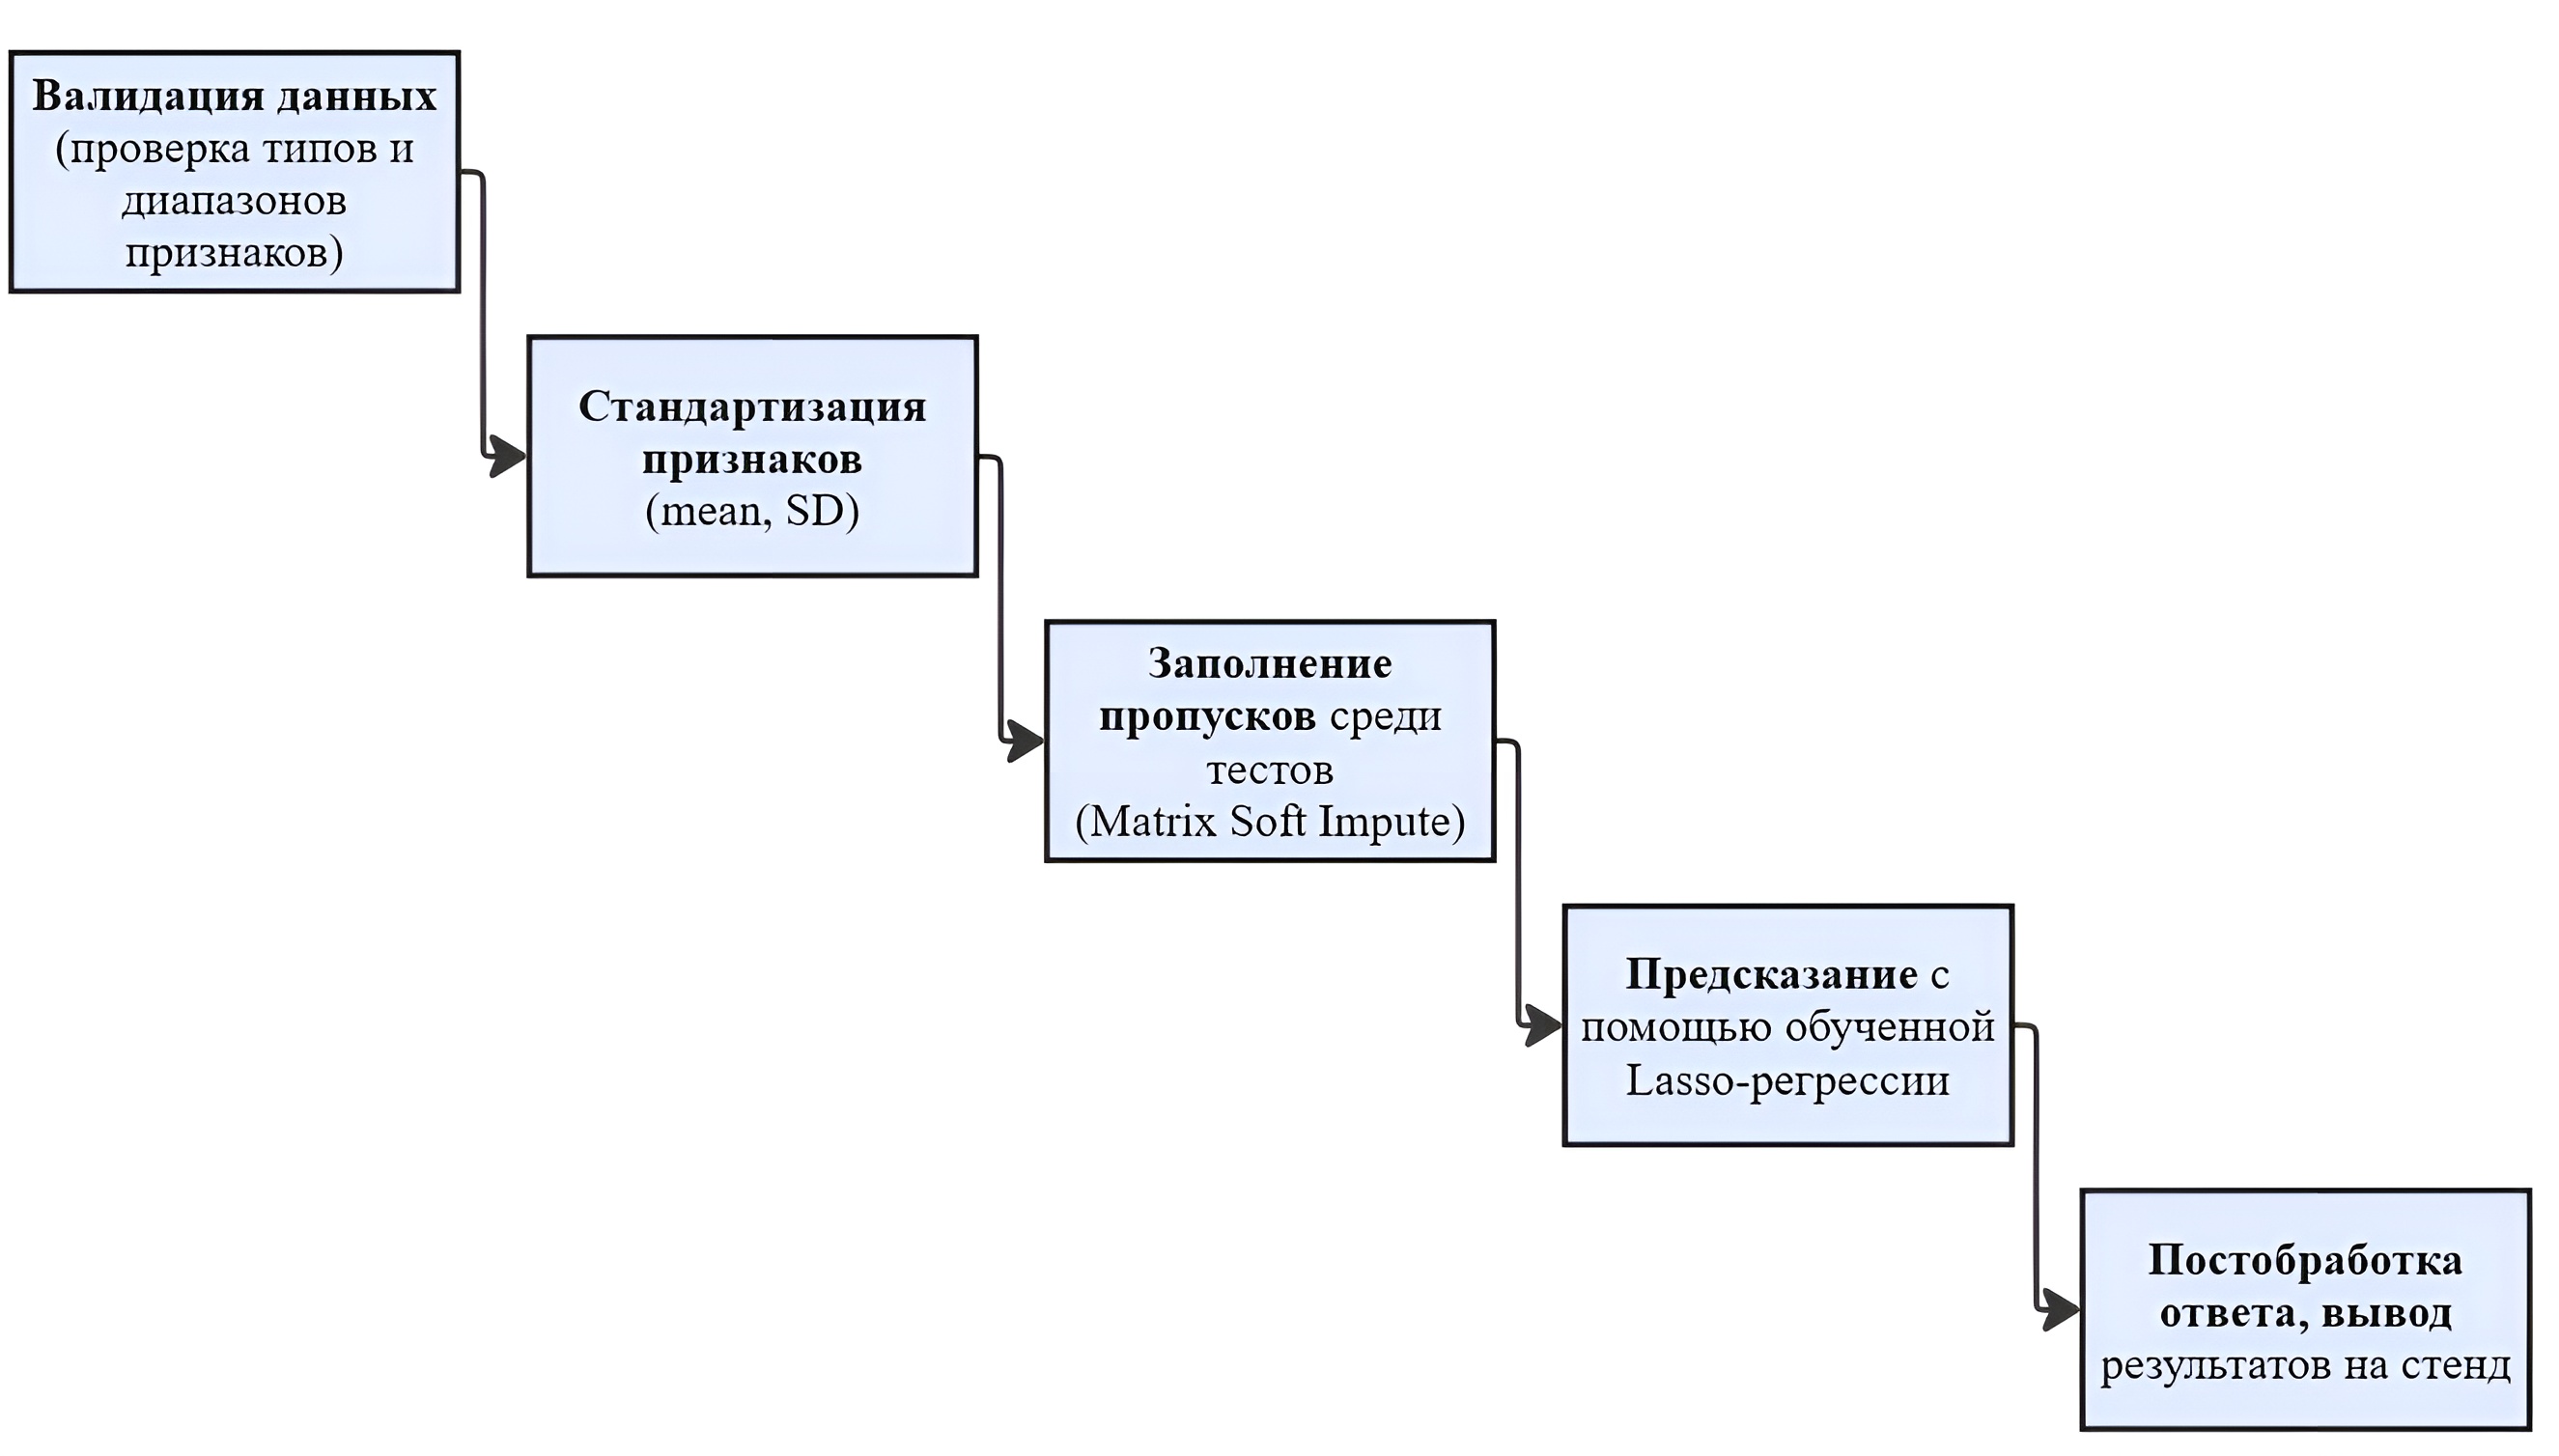 Валидация данных
(проверка типов и
диапазонов
признаков)
Стандартизация
признаков
(mean, SD)
Заполнение
пропусков среди
тестов
(Matrix Soft Impute)
Предсказание с
помощью обученной
Lasso-регрессии
Постобработка
ответа, вывод
результатов на стенд